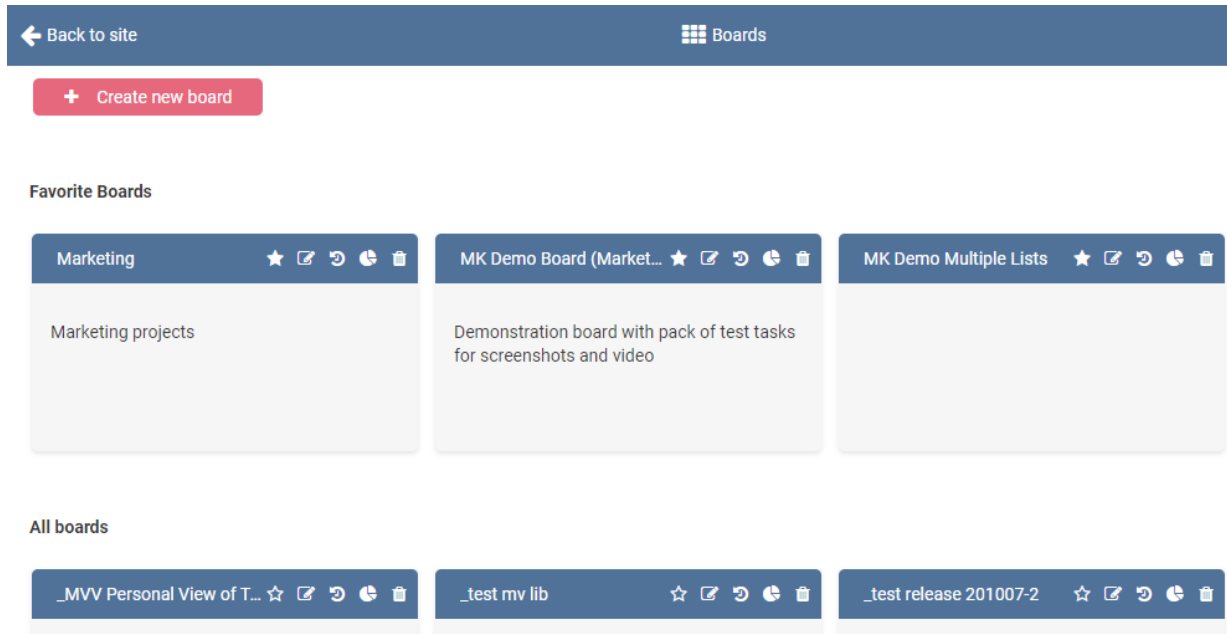 Back to site
Boards
Create new board
Favorite Boards
Marketing
MK Demo Board (Market...
MK Demo Multiple Lists
Marketing projects
Demonstration board with pack of test tasks
for screenshots and video
All boards
_MVV Personal View of T...
_test mv lib
_test release 201007-2